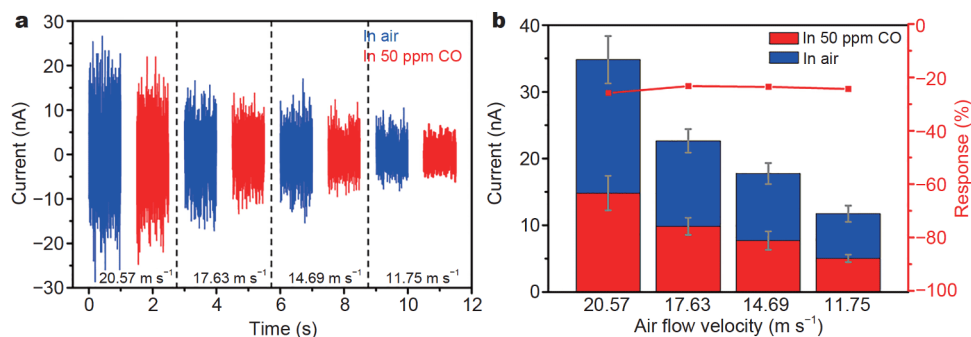 a
In air
In 50 ppm CO
Current (nA)
30
20
10
0
−10
−20
−30
20.57 m s⁻¹
17.63 m s⁻¹
14.69 m s⁻¹
11.75 m s⁻¹
0 2 4 6 8 10 12
Time (s)
b
In 50 ppm CO
In air
Current (nA)
40
30
20
10
0
0
−20
−40
−60
−80
−100
Response (%)
20.57 17.63 14.69 11.75
Air flow velocity (m s⁻¹)